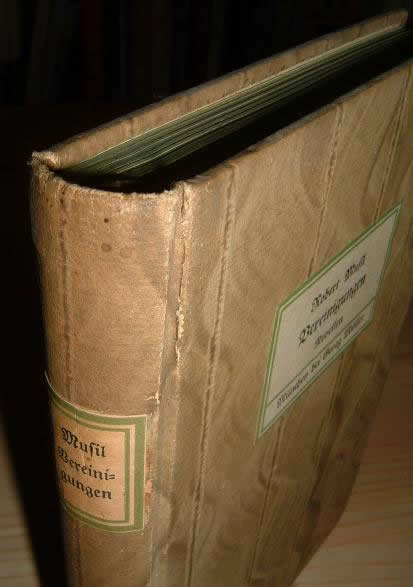 Musil
Vereini-
gungen
Robert Musil
Vereinigungen
Novellen
München bei Georg Müller